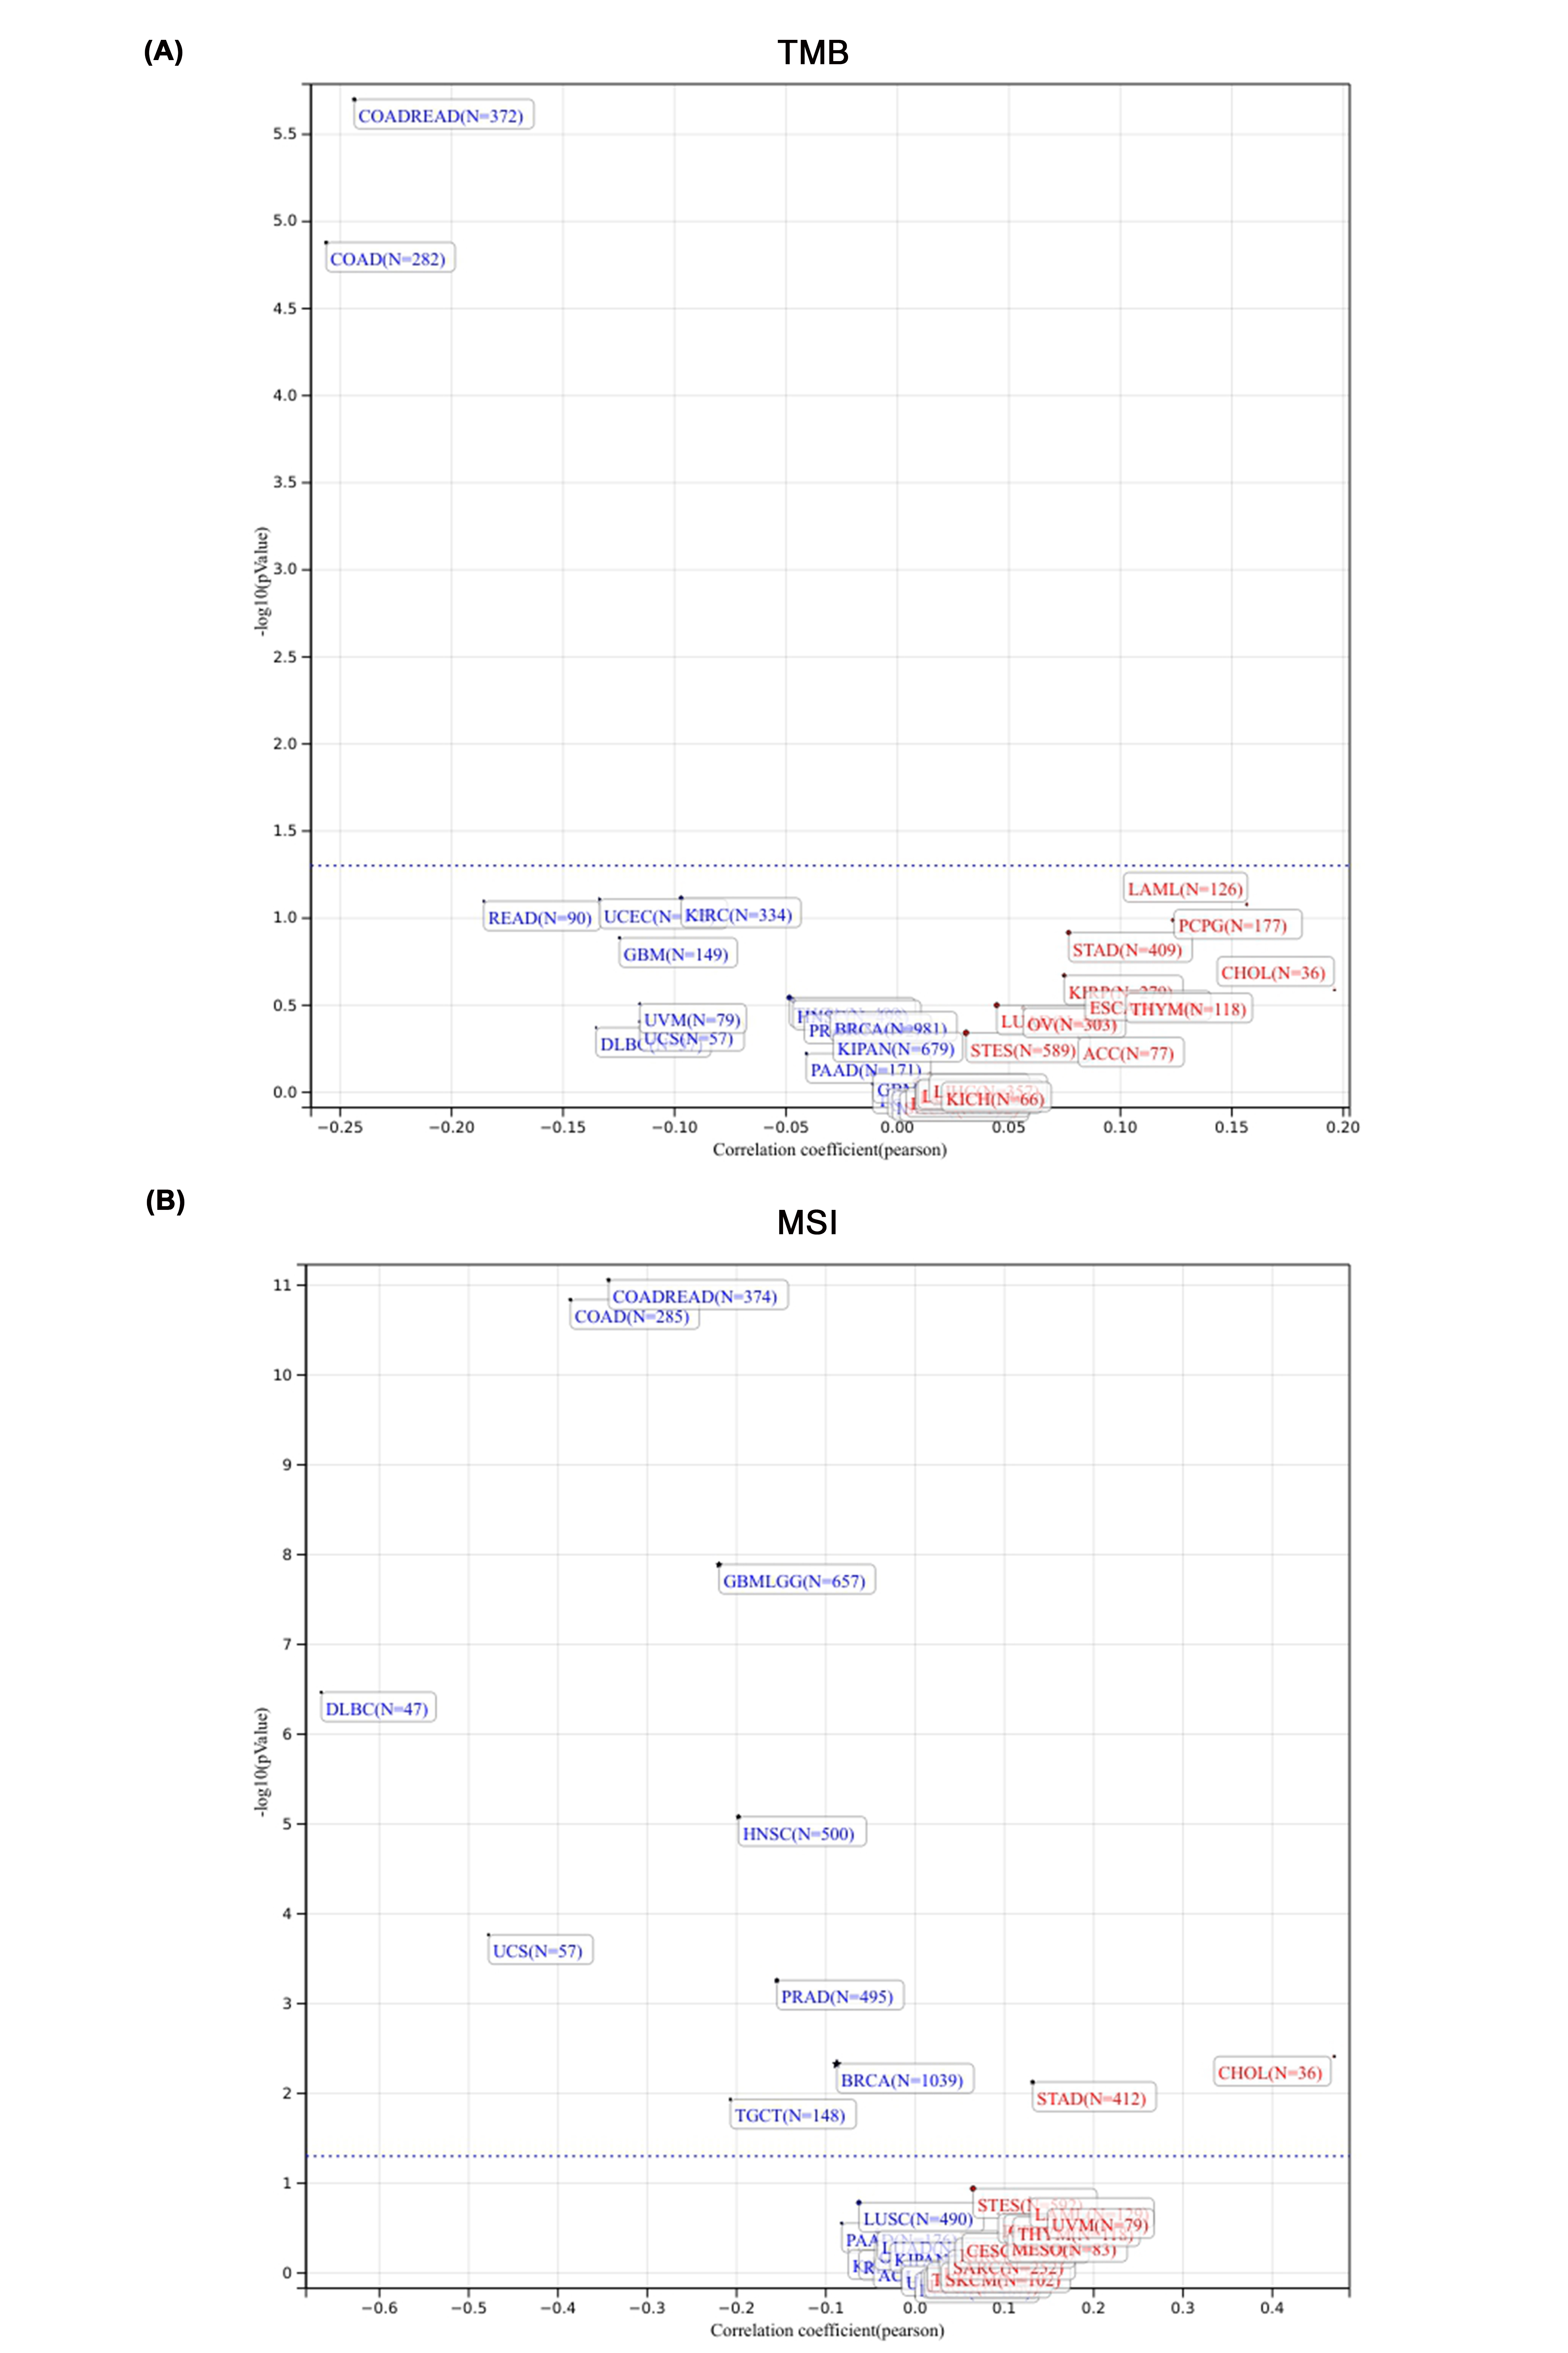 (A)
TMB
COADREAD(N=372)
5.5
5.0
COAD(N=282)
4.5
4.0
3.5
3.0
-log10(pValue)
2.5
2.0
1.5
LAML(N=126)
1.0
READ(N=90)
UCEC(N=
KIRC(N=334)
PCPG(N=177)
GBM(N=149)
STAD(N=409)
CHOL(N=36)
0.5
THYM(N=118)
UVM(N=79)
OV(N=303)
BRCA(N=981)
UCS(N=57)
KIPAN(N=679)
STES(N=589)
ACC(N=77)
PAAD(N=171)
0.0
KICH(N=66)
−0.25 −0.20 −0.15 −0.10 −0.05 0.00 0.05 0.10 0.15 0.20
Correlation coefficient(pearson)
(B)
MSI
11
COADREAD(N=374)
COAD(N=285)
10
9
8
GBMLGG(N=657)
7
DLBC(N=47)
6
-log10(pValue)
5
HNSC(N=500)
4
UCS(N=57)
3
PRAD(N=495)
BRCA(N=1039)
CHOL(N=36)
2
STAD(N=412)
TGCT(N=148)
1
STES(N=592)
LUSC(N=490)
UVM(N=79)
MESO(N=83)
0
SKCM(N=102)
−0.6 −0.5 −0.4 −0.3 −0.2 −0.1 0.0 0.1 0.2 0.3 0.4
Correlation coefficient(pearson)